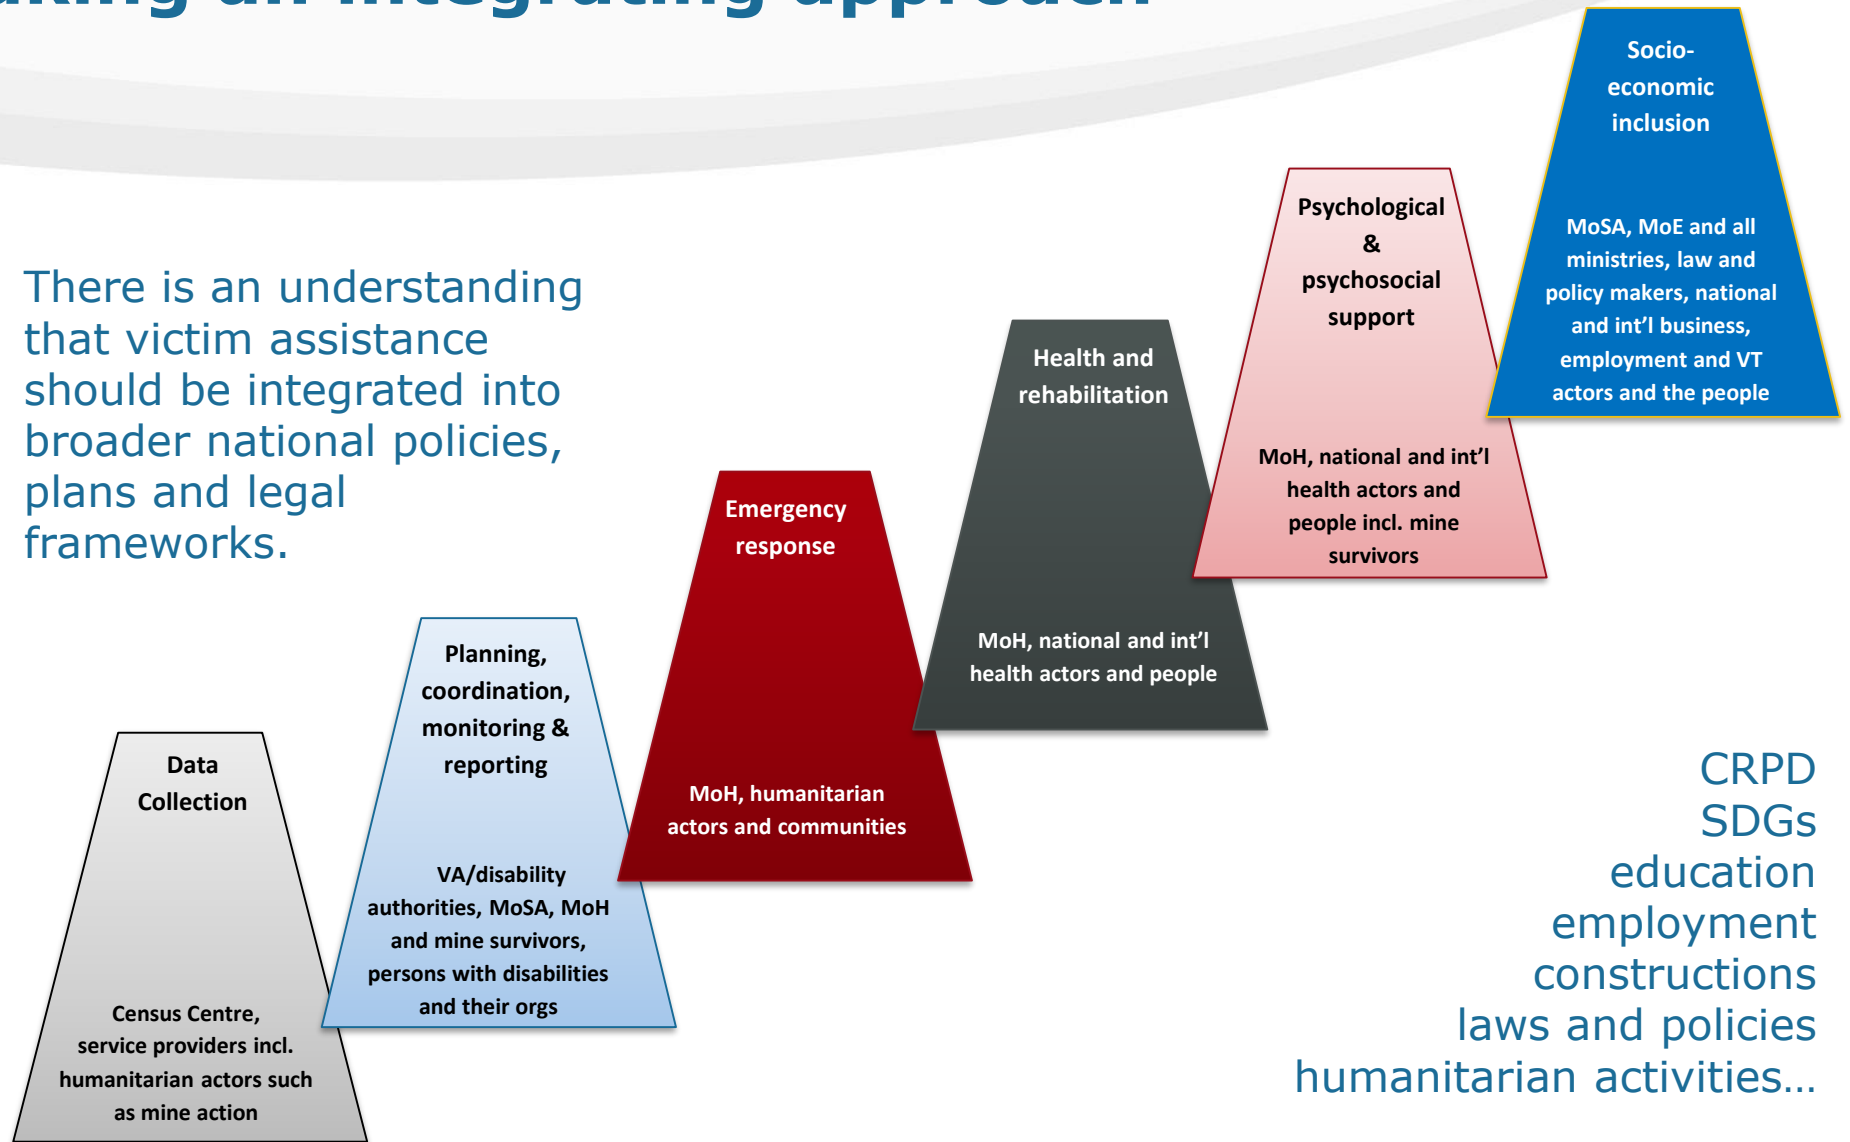 an integrating approach
There is an understanding
that victim assistance
should be integrated into
broader national policies,
plans and legal
frameworks.
Data
Collection
Census Centre,
service providers incl.
humanitarian actors such
as mine action
Planning,
coordination,
monitoring &
reporting
VA/disability
authorities, MoSA, MoH
and mine survivors,
persons with disabilities
and their orgs
Emergency
response
MoH, humanitarian
actors and communities
Health and
rehabilitation
MoH, national and int’l
health actors and people
Psychological
&
psychosocial
support
MoH, national and int’l
health actors and
people incl. mine
survivors
Socio-
economic
inclusion
MoSA, MoE and all
ministries, law and
policy makers, national
and int’l business,
employment and VT
actors and the people
CRPD
SDGs
education
employment
constructions
laws and policies
humanitarian activities…